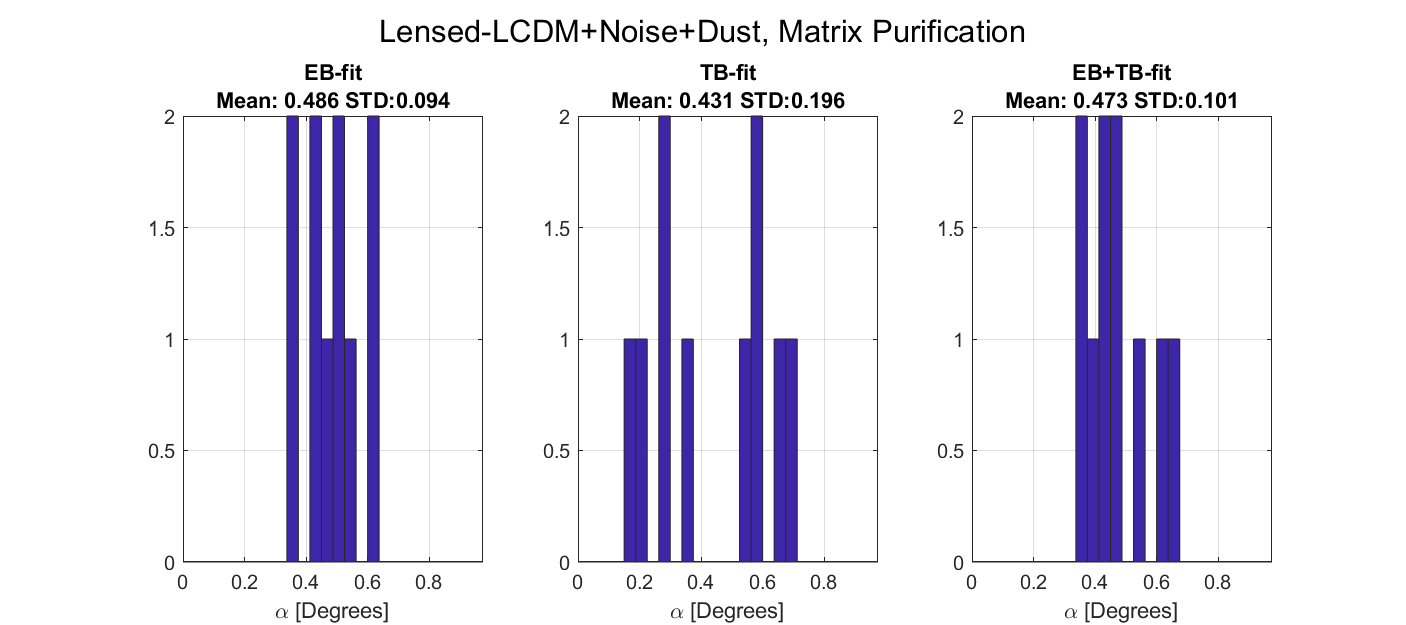 Lensed-LCDM+Noise+Dust, Matrix Purification
EB-fit
Mean: 0.486 STD:0.094
2
1.5
1
0.5
0
0 0.2 0.4 0.6 0.8
α [Degrees]
TB-fit
Mean: 0.431 STD:0.196
2
1.5
1
0.5
0
0 0.2 0.4 0.6 0.8
α [Degrees]
EB+TB-fit
Mean: 0.473 STD:0.101
2
1.5
1
0.5
0
0 0.2 0.4 0.6 0.8
α [Degrees]